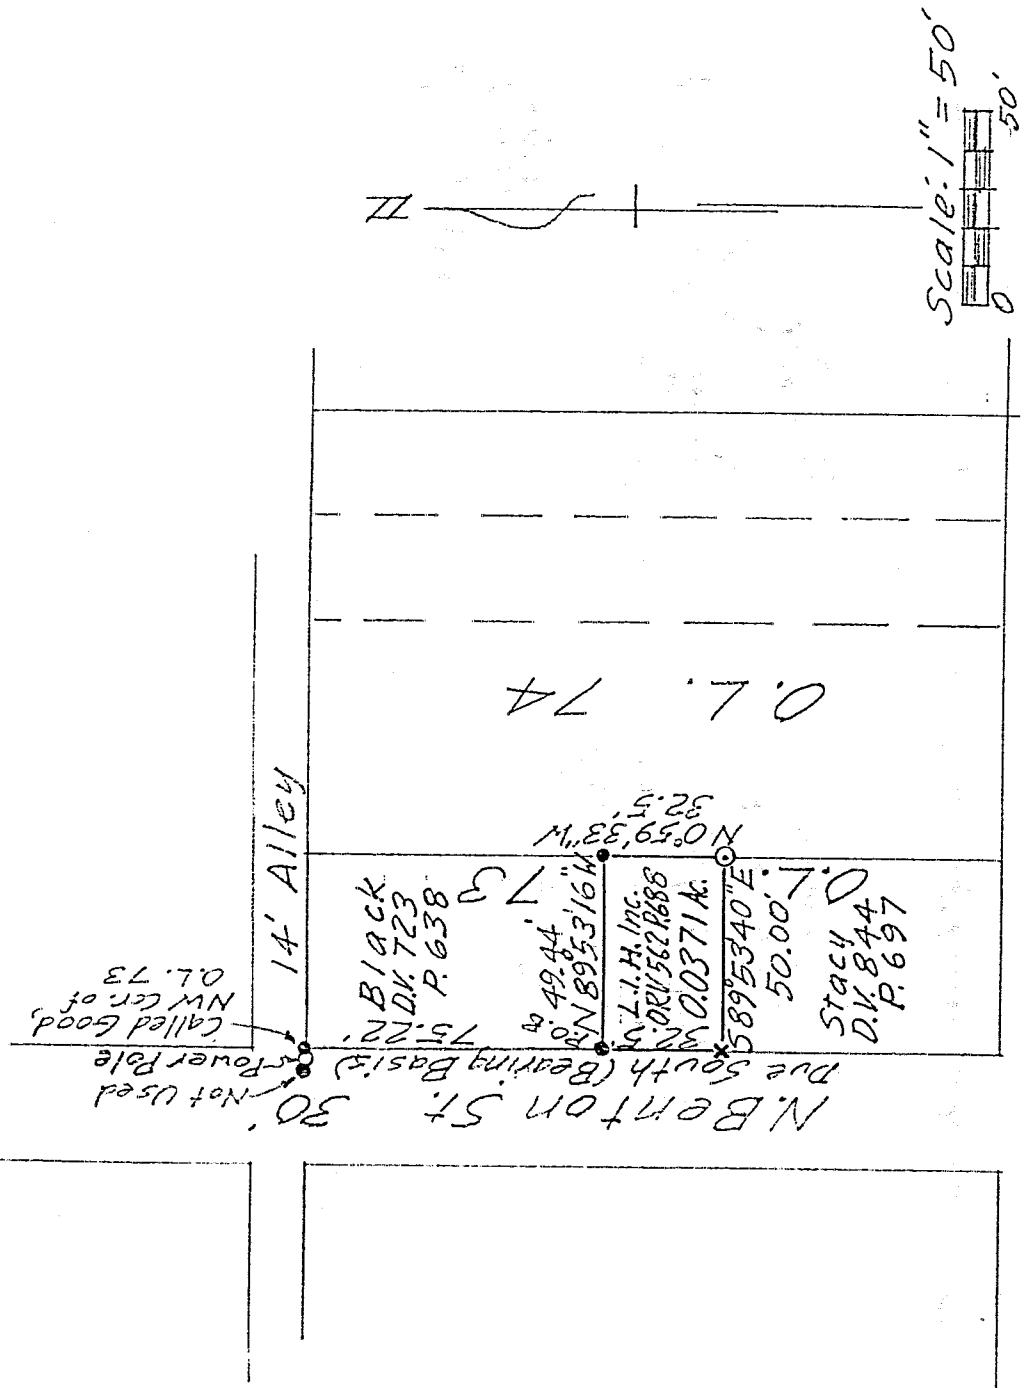 Called Good,
NW Cor. of
O.L. 73
Not Used
Power Pole
14' Alley
N
N. Benton St. 30'
Due South (Bearing Basis)
75.22'
Black
D.V. 723
P. 638
O.L. 73
49.44'
N 89°53'16" W
L.I.H. Inc.
ORV 562 P. 686
0.0371 Ac.
32.5'
N 0°59'33" W
32.5'
S 89°53'40" E
50.00'
Stacy
D.V. 844
P. 697
O.L. 74
Scale: 1" = 50'
0 50'